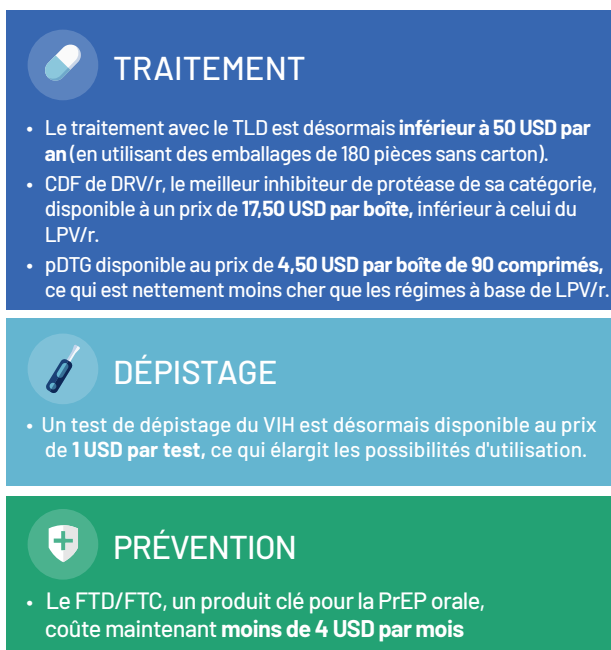 TRAITEMENT
• Le traitement avec le TLD est désormais inférieur à 50 USD par
an (en utilisant des emballages de 180 pièces sans carton).
• CDF de DRV/r, le meilleur inhibiteur de protéase de sa catégorie,
disponible à un prix de 17,50 USD par boîte, inférieur à celui du
LPV/r.
• pDTG disponible au prix de 4,50 USD par boîte de 90 comprimés,
ce qui est nettement moins cher que les régimes à base de LPV/r.
DÉPISTAGE
• Un test de dépistage du VIH est désormais disponible au prix
de 1 USD par test, ce qui élargit les possibilités d'utilisation.
PRÉVENTION
• Le FTD/FTC, un produit clé pour la PrEP orale,
coûte maintenant moins de 4 USD par mois